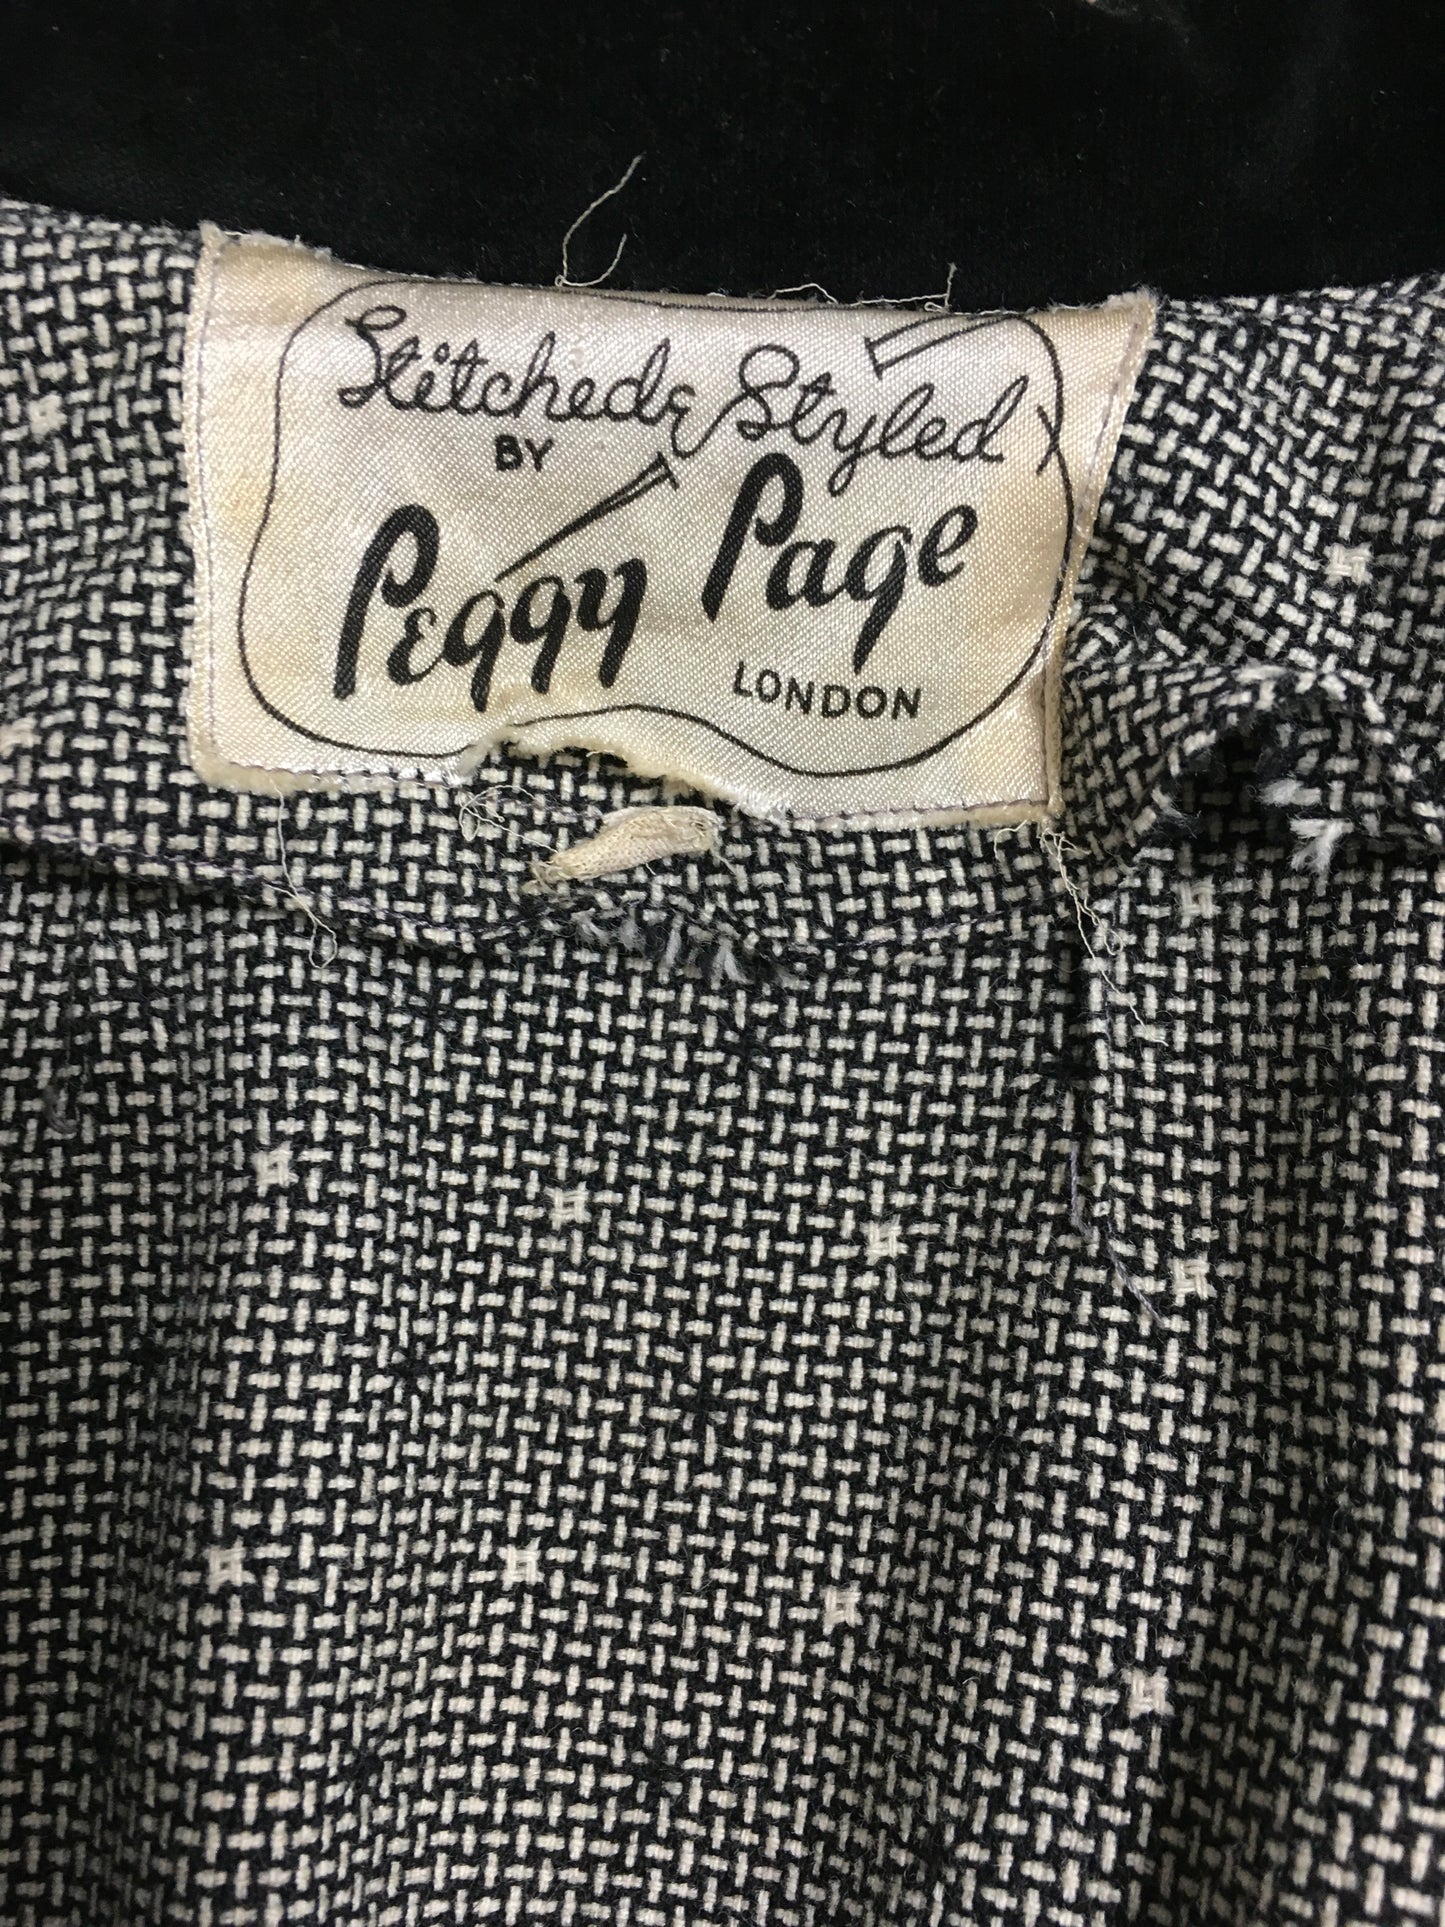 Stitched & Styled
BY
Peggy Page
LONDON